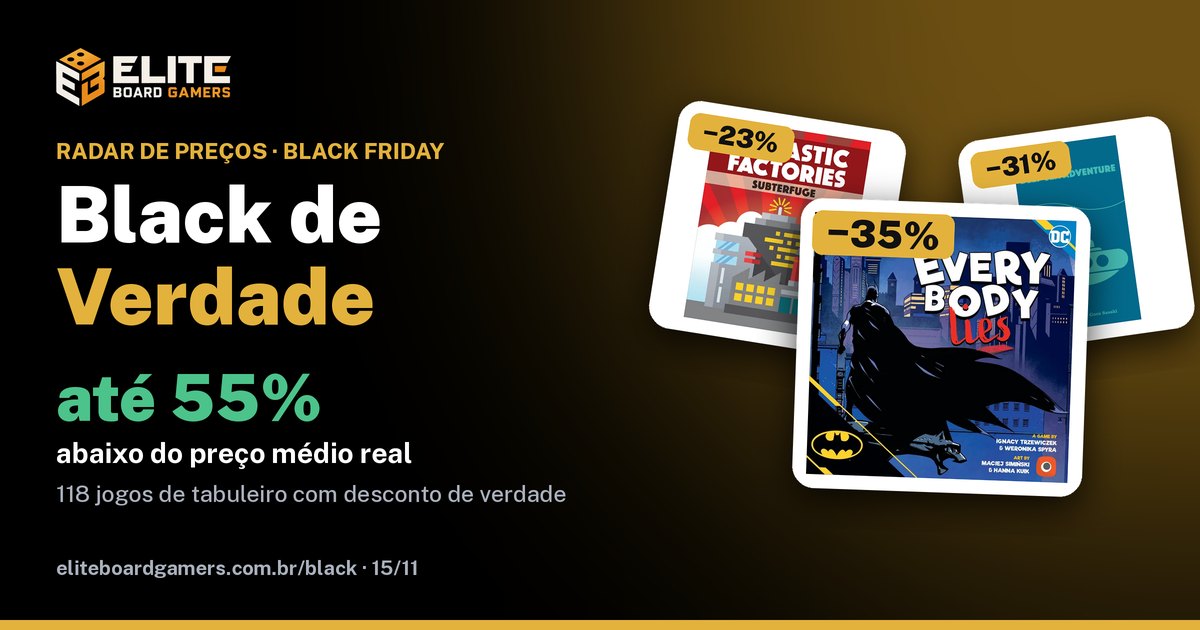 ELITE
BOARD GAMERS
RADAR DE PREÇOS · BLACK FRIDAY
Black de
Verdade
até 55%
abaixo do preço médio real
118 jogos de tabuleiro com desconto de verdade
eliteboardgamers.com.br/black · 15/11
−23%
FACTORIES
SUBTERFUGE
−35%
DC
EVERY
BODY
lies
A GAME BY
IGNACY TRZEWICZEK
& WERONIKA SPYRA
ART BY
MACIEJ SIMIŃSKI
& HANNA KUIK
−31%
ADVENTURE